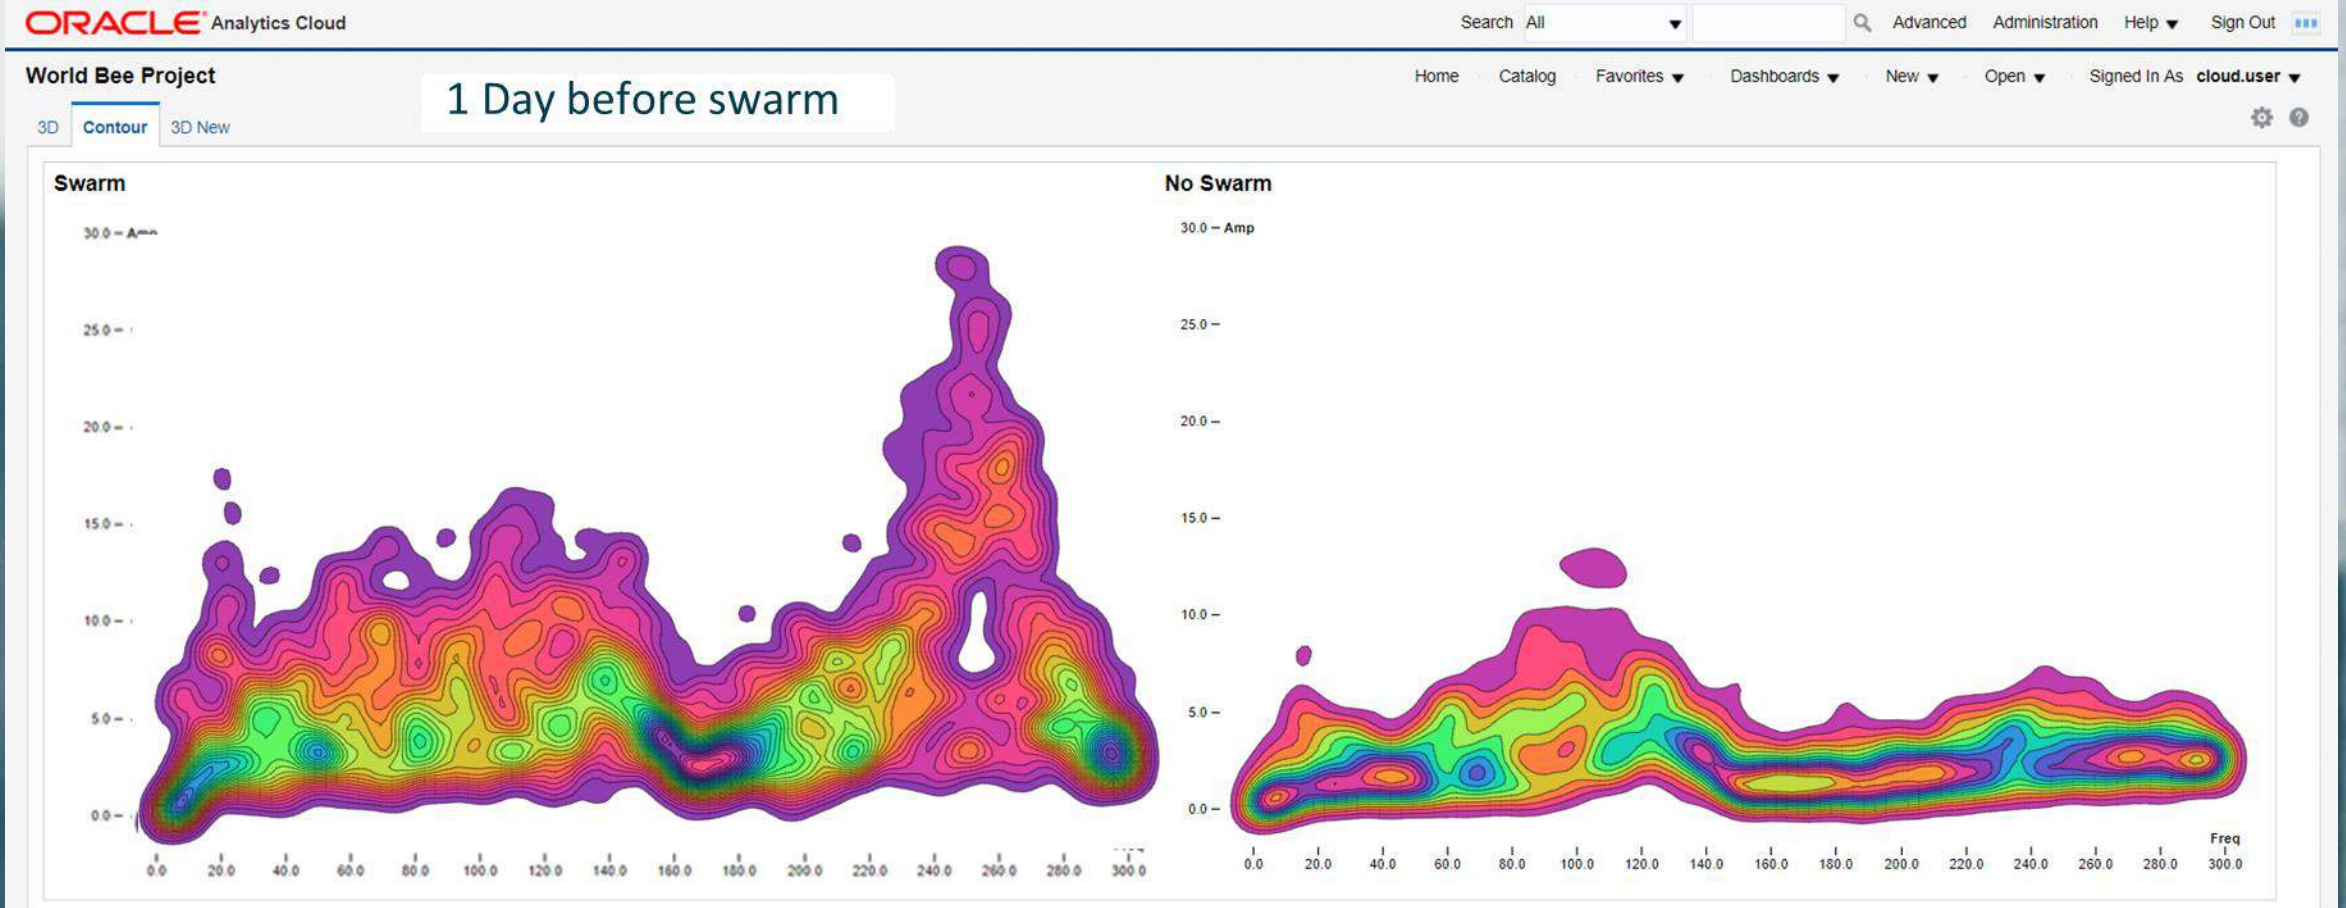 ORACLE Analytics Cloud
Search All Advanced Administration Help Sign Out
World Bee Project
1 Day before swarm
Home Catalog Favorites Dashboards New Open Signed In As cloud.user
3D Contour 3D New
Swarm
30.0
25.0
20.0
15.0
10.0
5.0
0.0
0.0 20.0 40.0 60.0 80.0 100.0 120.0 140.0 160.0 180.0 200.0 220.0 240.0 260.0 280.0 300.0
No Swarm
30.0 Amp
25.0
20.0
15.0
10.0
5.0
0.0
Freq
0.0 20.0 40.0 60.0 80.0 100.0 120.0 140.0 160.0 180.0 200.0 220.0 240.0 260.0 280.0 300.0